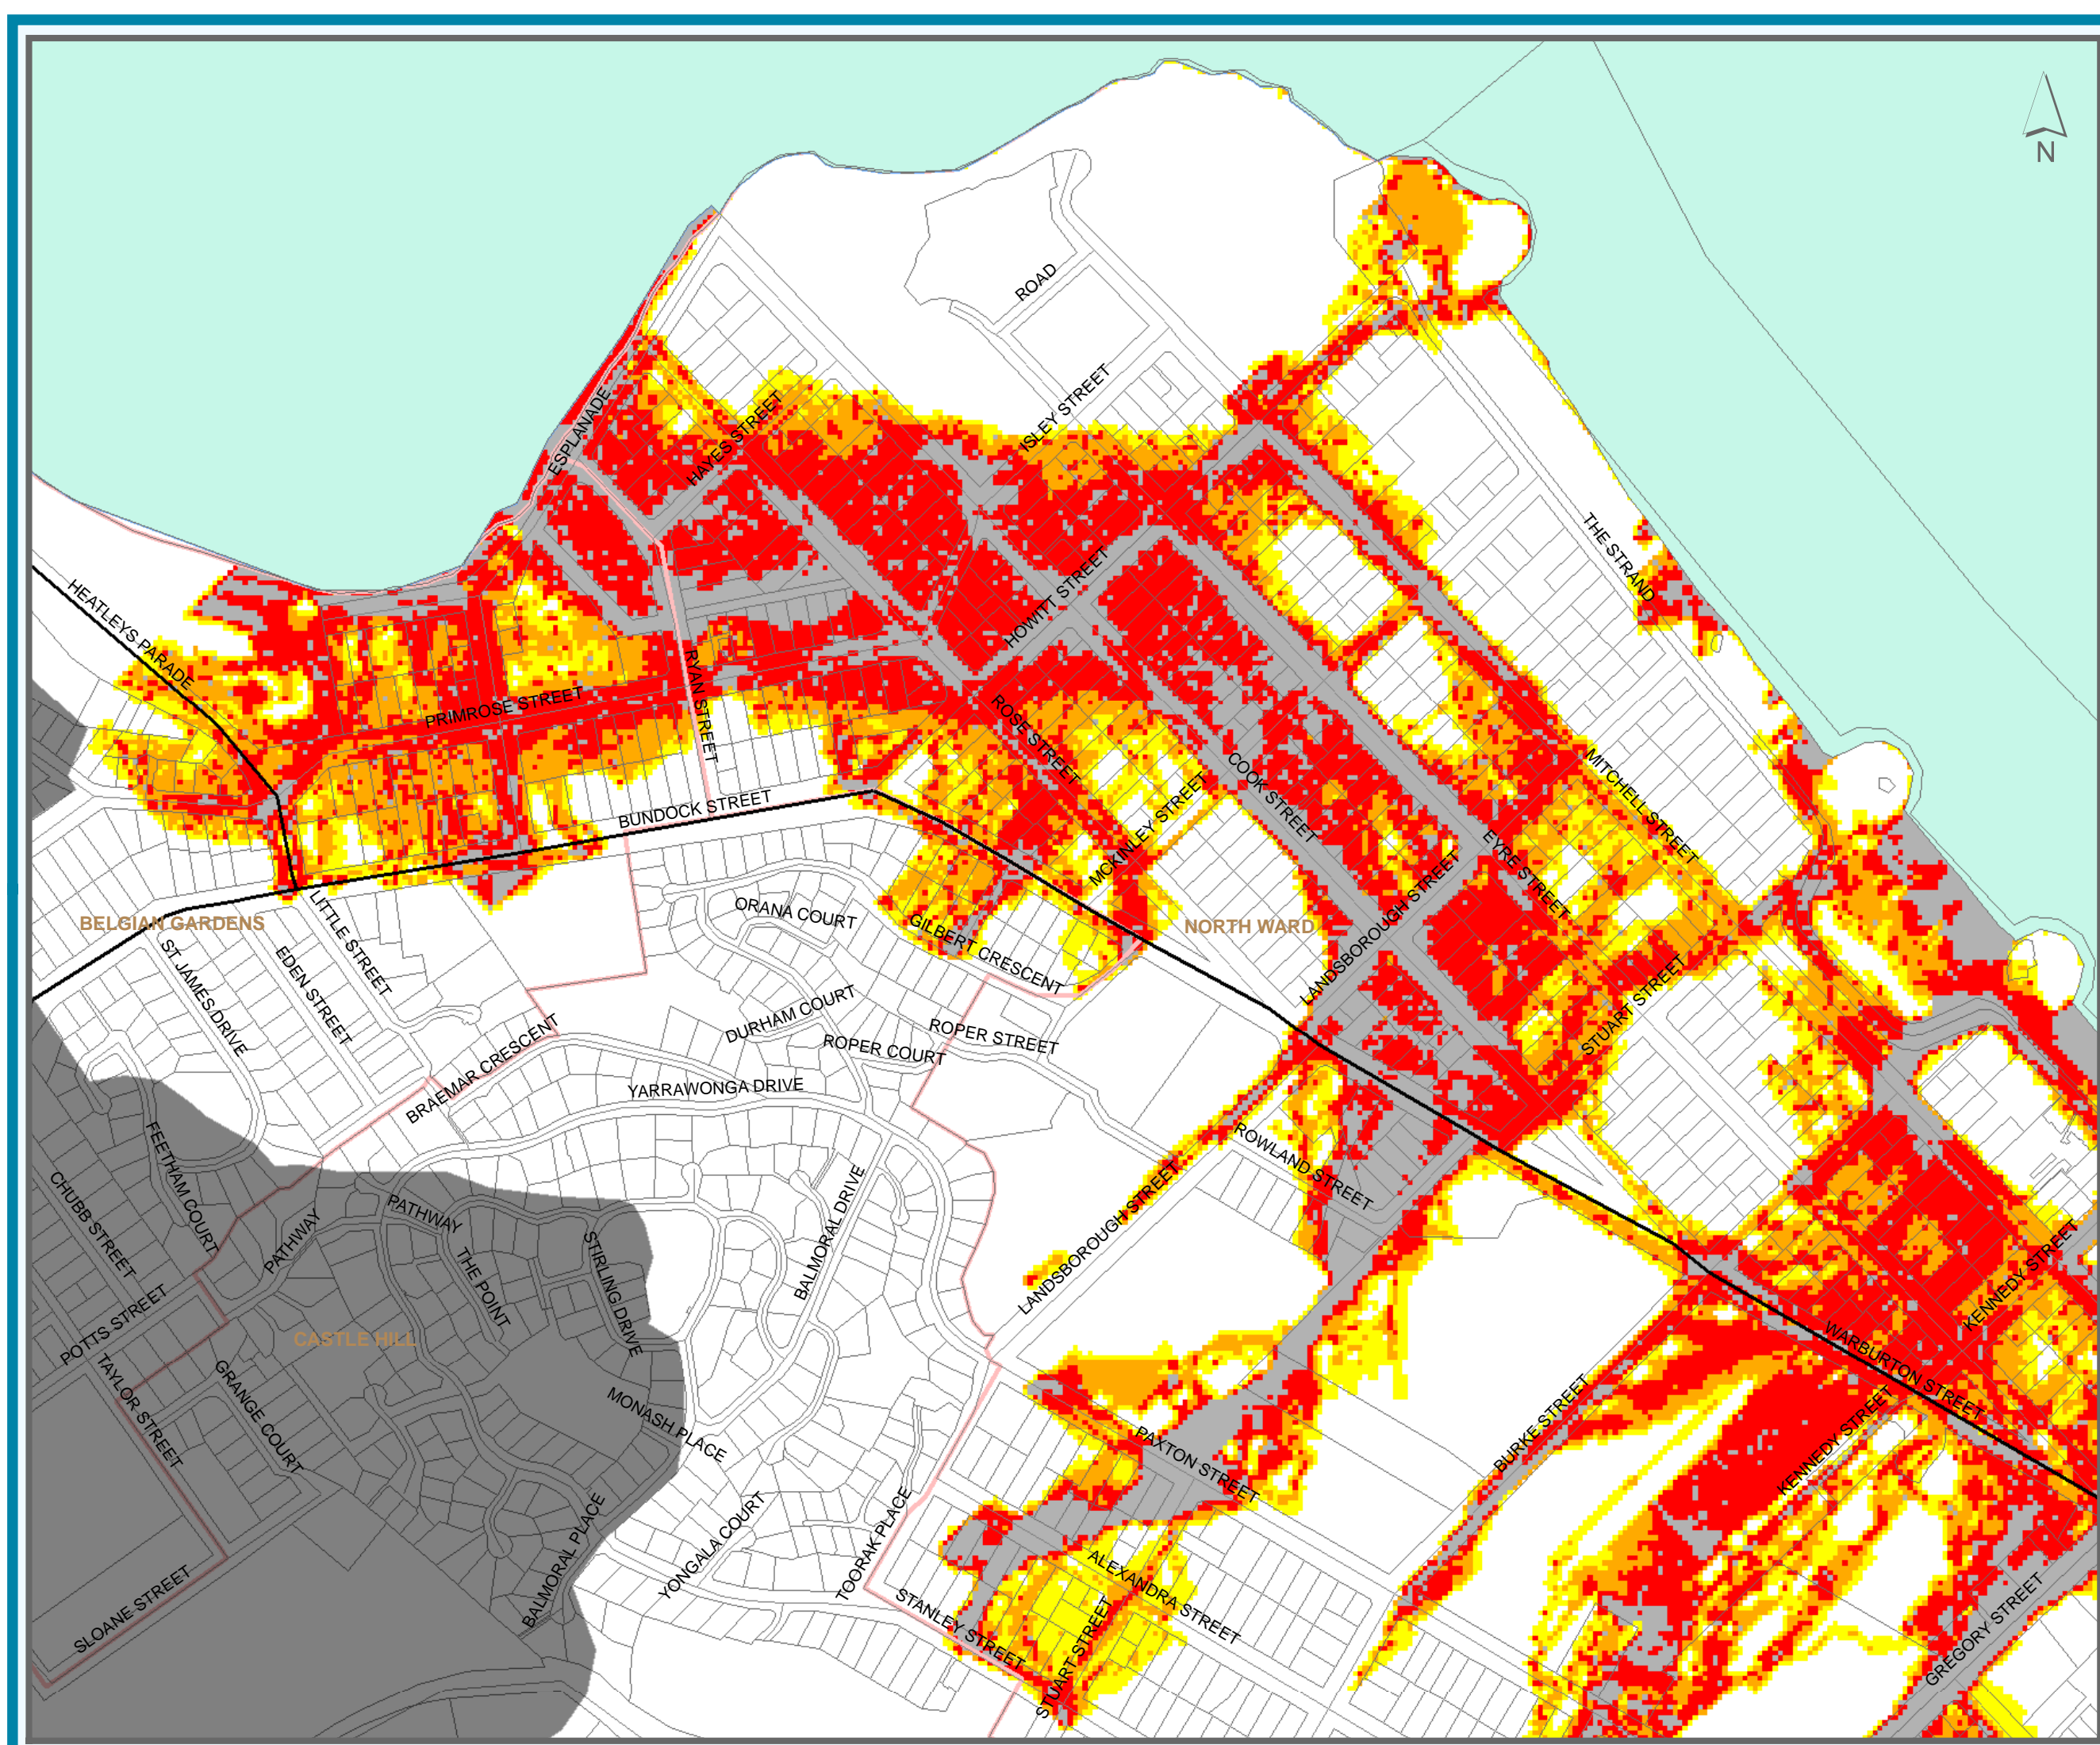 N
ROAD
ISLEY STREET
HAYES STREET
ESPLANADE
THE STRAND
HEATLEYS PARADE
HOWITT STREET
RYAN STREET
PRIMROSE STREET
ROSE STREET
COOK STREET
MITCHELL STREET
MCKINLEY STREET
BUNDOCK STREET
EYRE STREET
LANDSBOROUGH STREET
BELGIAN GARDENS
ORANA COURT
GILBERT CRESCENT
NORTH WARD
LITTLE STREET
EDEN STREET
ST JAMES DRIVE
DURHAM COURT
ROPER STREET
ROPER COURT
STUART STREET
BRAEMAR CRESCENT
YARRAWONGA DRIVE
FEETHAM COURT
ROWLAND STREET
CHUBB STREET
PATHWAY
PATHWAY
THE POINT
STIRLING DRIVE
BALMORAL DRIVE
LANDSBOROUGH STREET
KENNEDY STREET
POTTS STREET
CASTLE HILL
WARBURTON STREET
TAYLOR STREET
GRANGE COURT
MONASH PLACE
PAXTON STREET
BURKE STREET
KENNEDY STREET
BALMORAL PLACE
YONGALA COURT
TOORAK PLACE
ALEXANDRA STREET
SLOANE STREET
STANLEY STREET
STUART STREET
GREGORY STREET